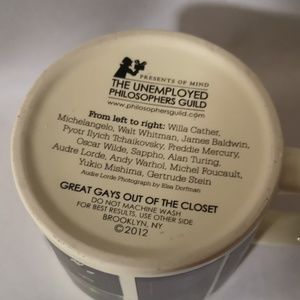 PRESENTS OF MIND
THE UNEMPLOYED
PHILOSOPHERS GUILD
www.philosophersguild.com
From left to right: Willa Cather,
Michelangelo, Walt Whitman, James Baldwin,
Pyotr Ilyich Tchaikovsky, Freddie Mercury,
Oscar Wilde, Sappho, Alan Turing,
Audre Lorde, Andy Warhol, Michel Foucault,
Yukio Mishima, Gertrude Stein
Audre Lorde Photograph by Elsa Dorfman
GREAT GAYS OUT OF THE CLOSET
DO NOT MACHINE WASH
FOR BEST RESULTS, USE OTHER SIDE
BROOKLYN, NY
©2012